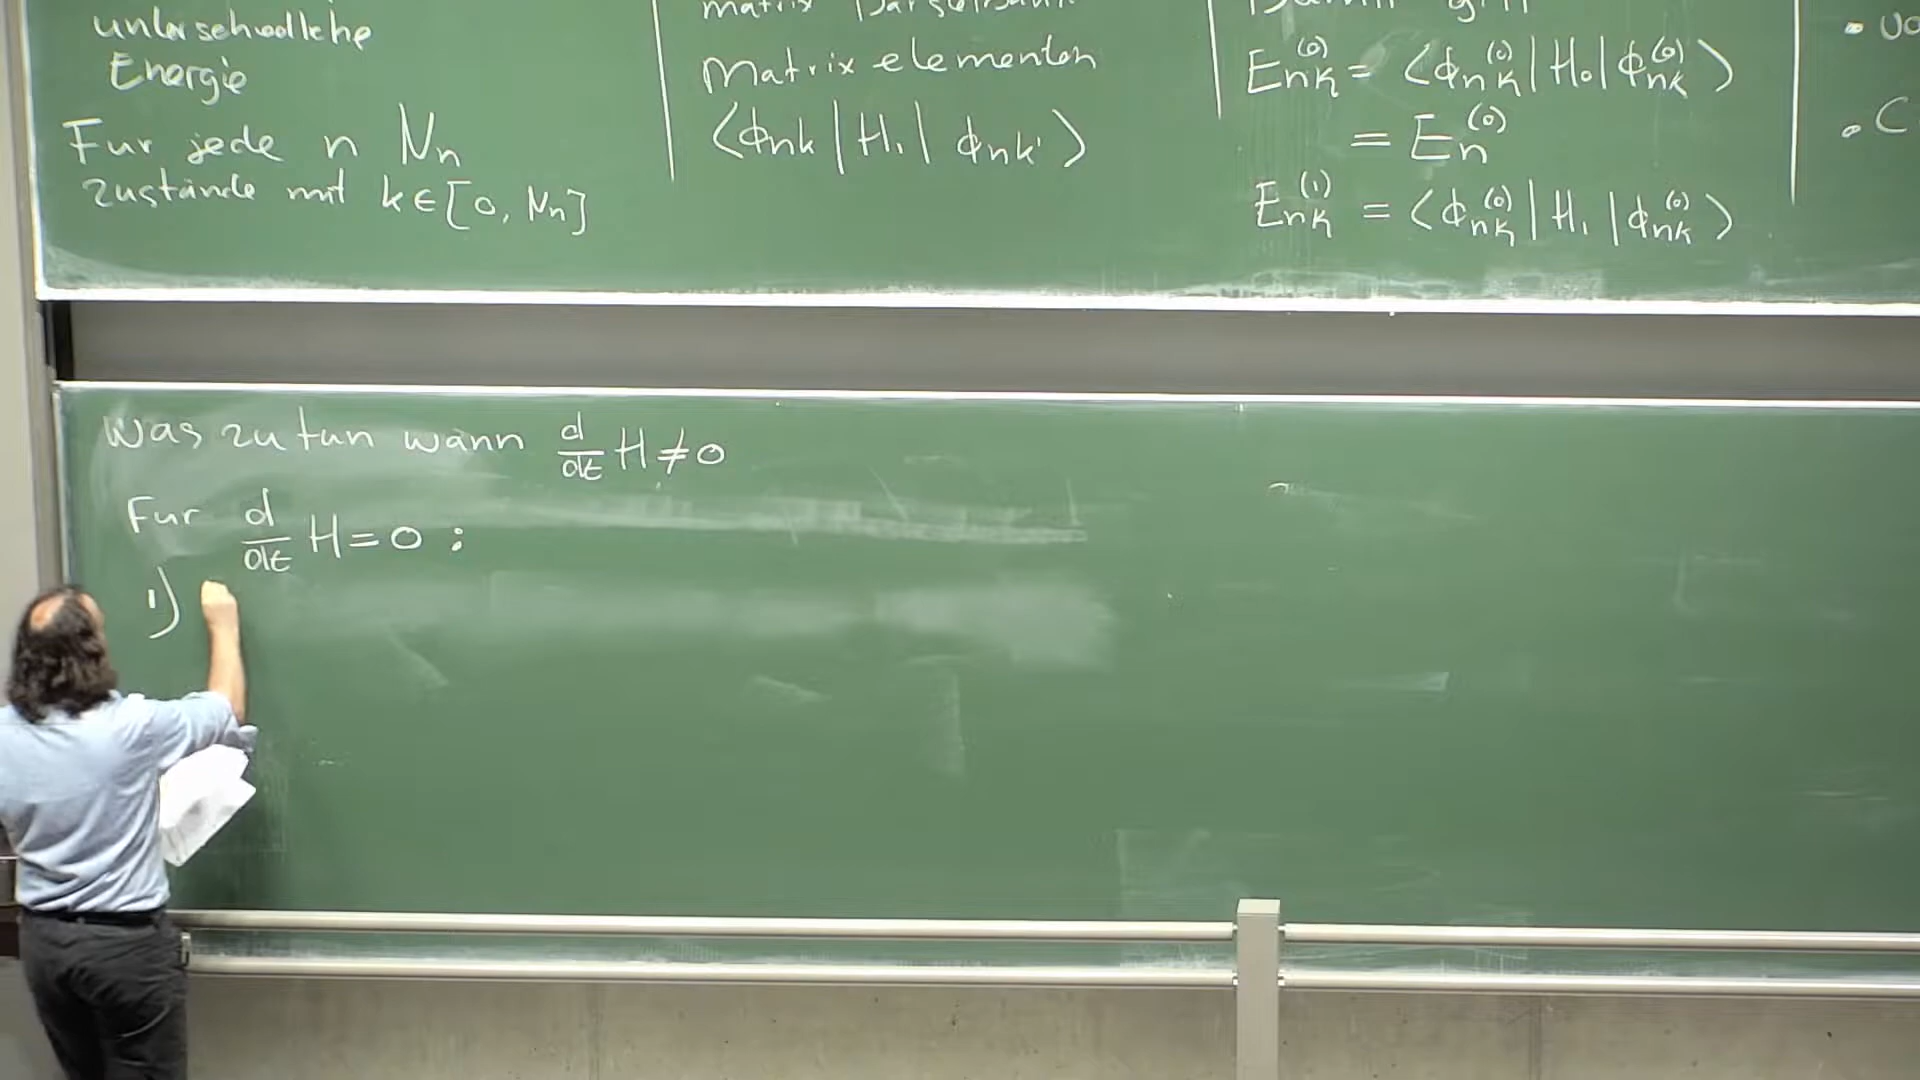 unterschiedliche
Energie
Fur jede n N_n
zustände mit k ∈ [0, N_n]
Matrix elementen
⟨ϕ_nk | H_1 | ϕ_nk'⟩
E_nk^(0) = ⟨ϕ_nk^(0) | H_0 | ϕ_nk^(0)⟩
= E_n^(0)
E_nk^(1) = ⟨ϕ_nk^(0) | H_1 | ϕ_nk^(0)⟩
Was zu tun wann d/dt H ≠ 0
Fur d/dt H = 0 :
1)